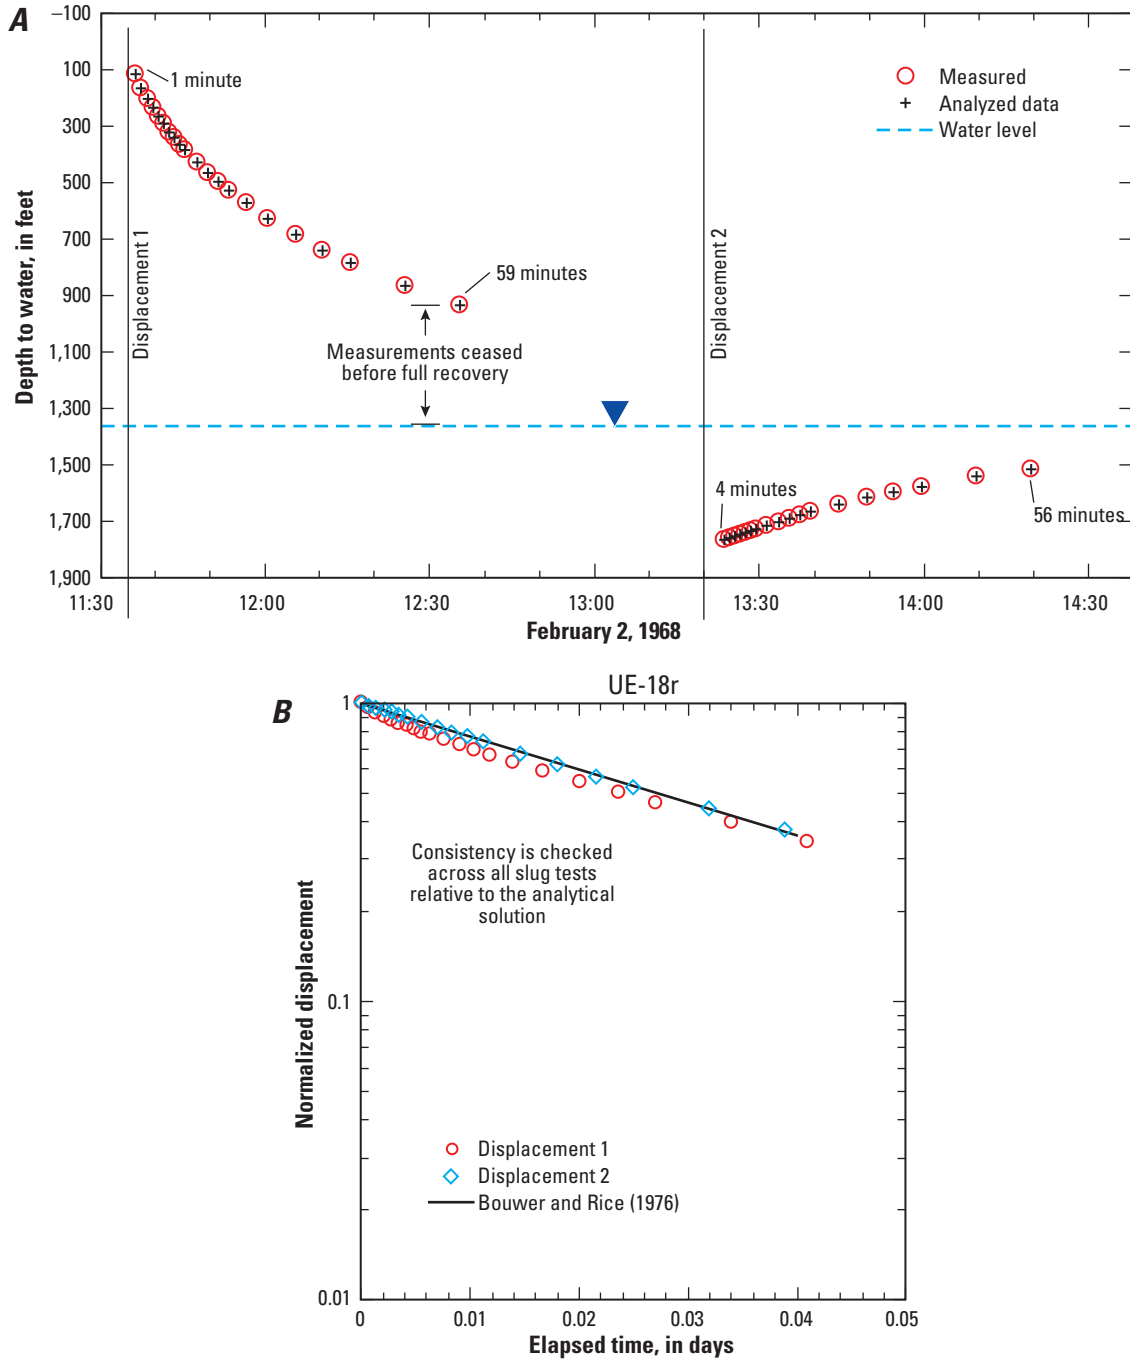 A
−100
100
300
500
700
900
1,100
1,300
1,500
1,700
1,900
Depth to water, in feet
1 minute
Measured
Analyzed data
Water level
Displacement 1
59 minutes
Measurements ceased
before full recovery
Displacement 2
4 minutes
56 minutes
11:30
12:00
12:30
13:00
13:30
14:00
14:30
February 2, 1968
B
UE-18r
1
0.1
0.01
Normalized displacement
Consistency is checked
across all slug tests
relative to the analytical
solution
Displacement 1
Displacement 2
Bouwer and Rice (1976)
0
0.01
0.02
0.03
0.04
0.05
Elapsed time, in days